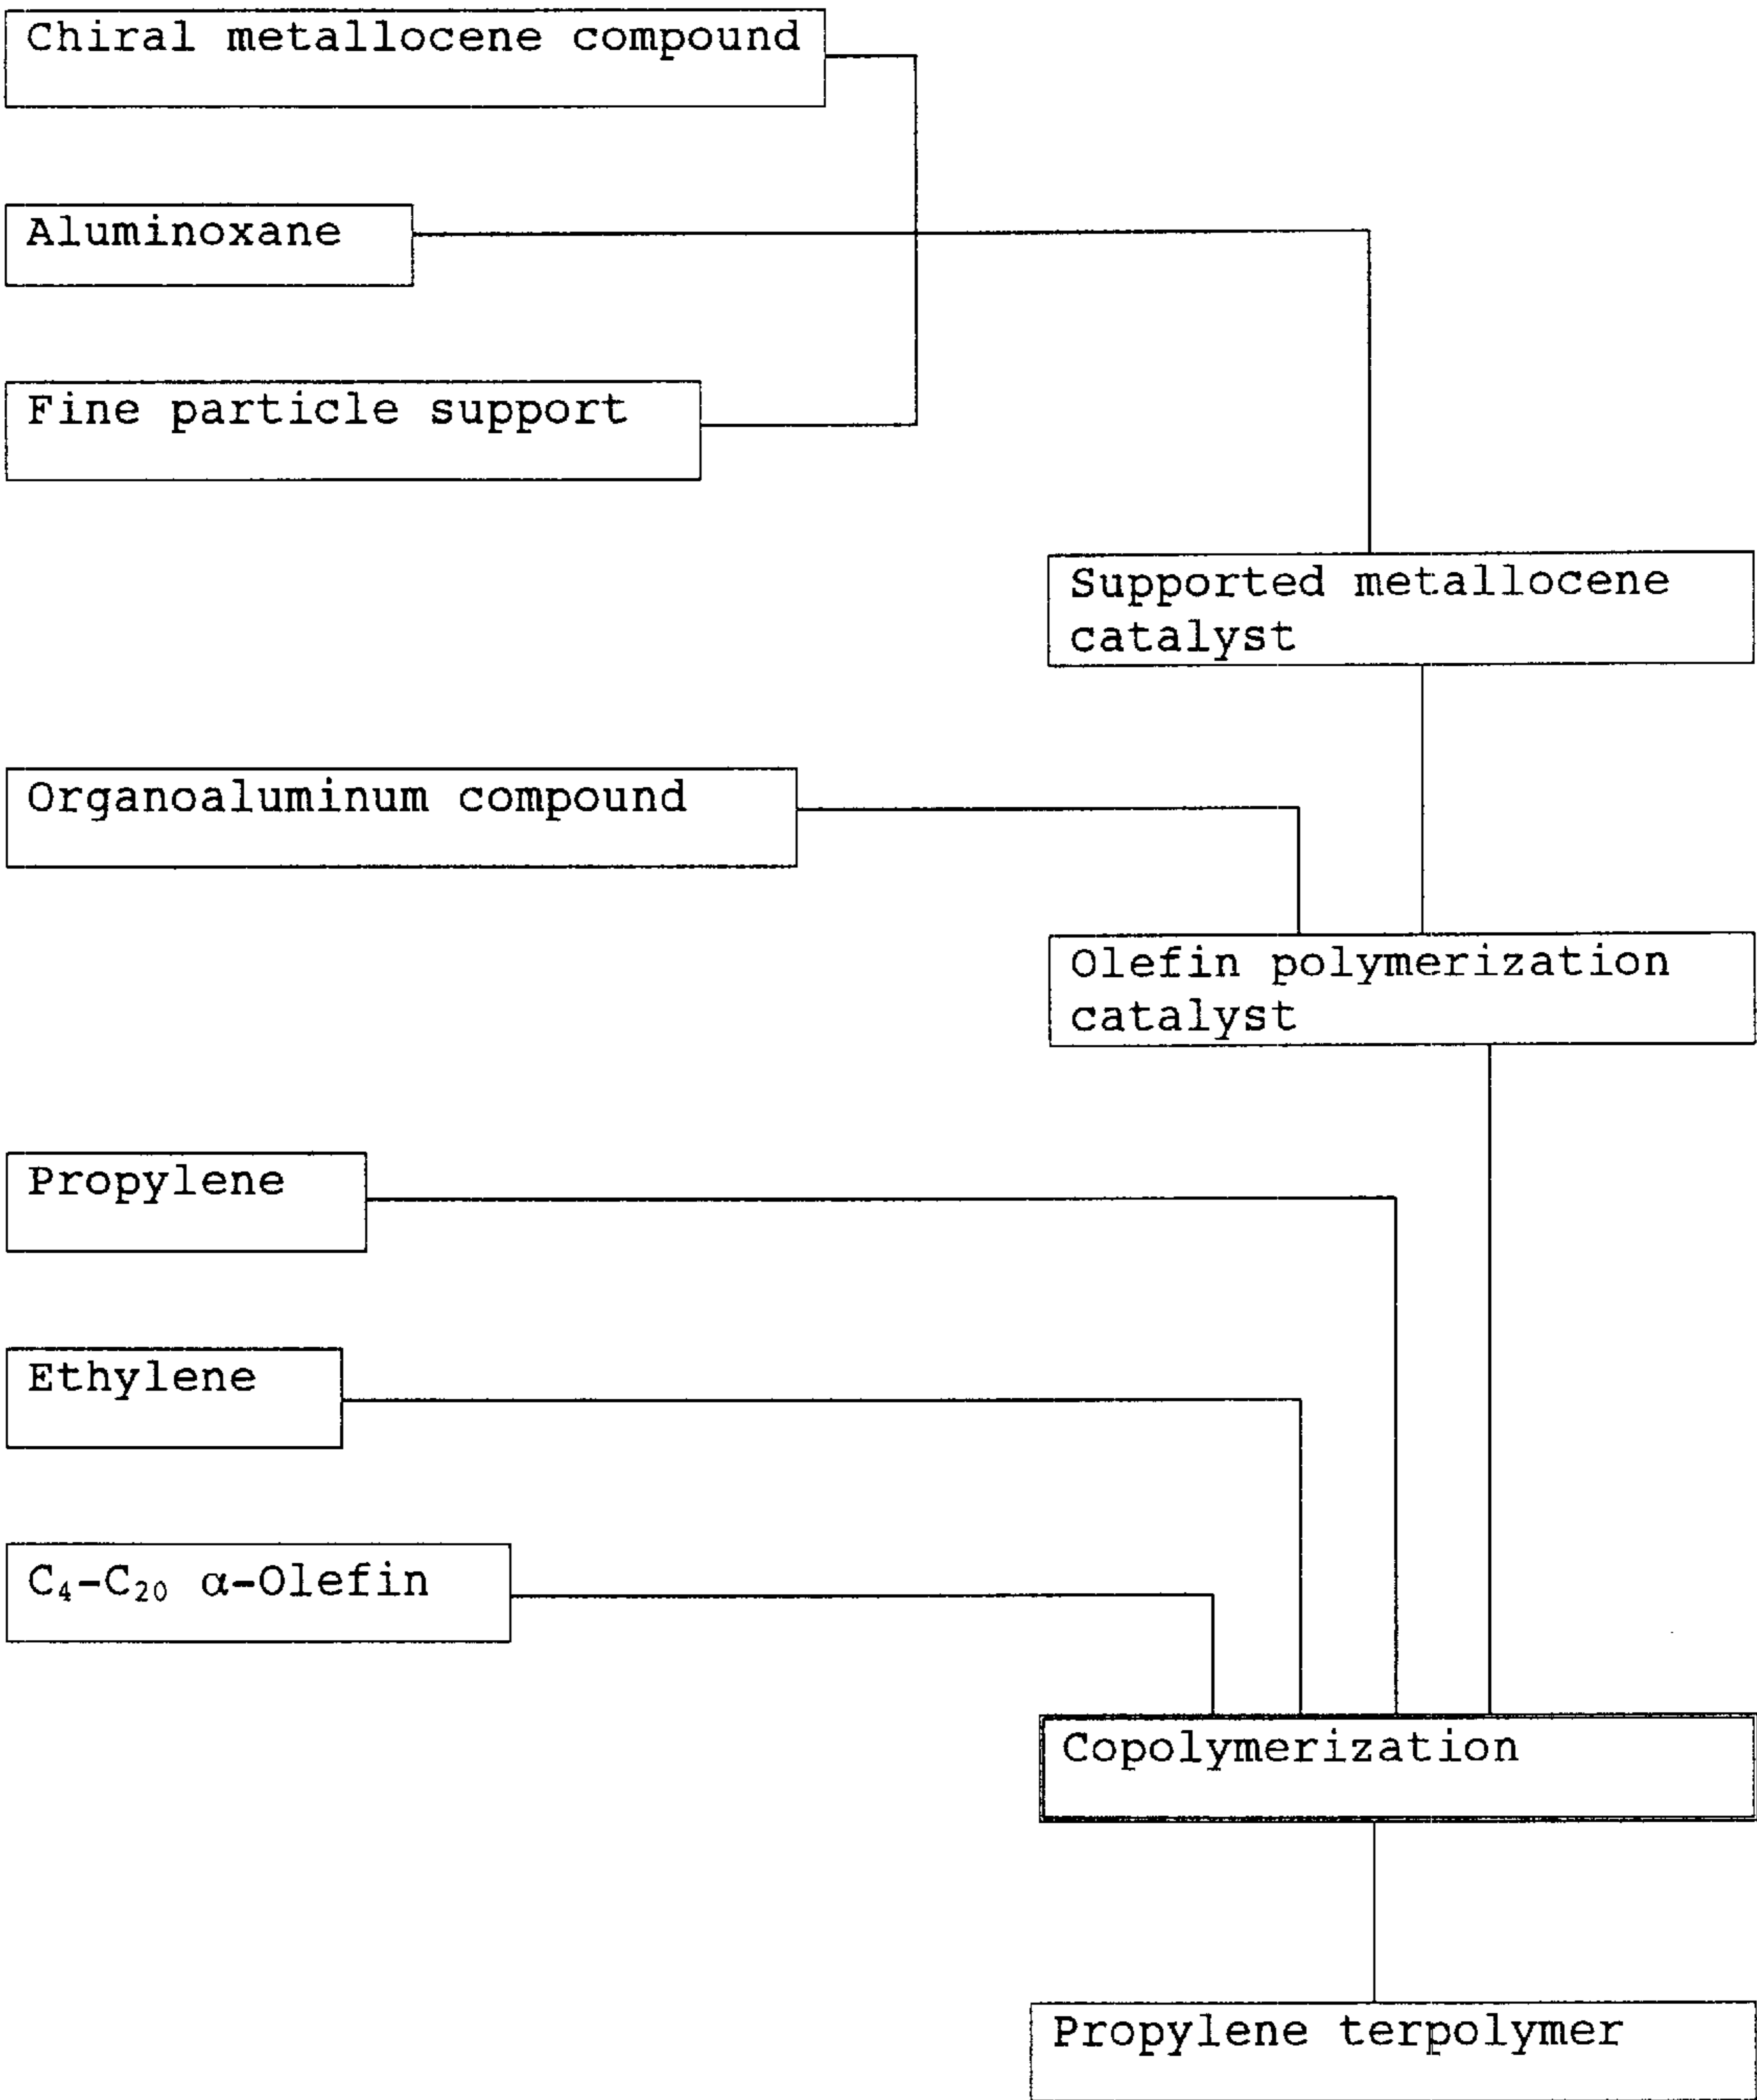 Chiral metallocene compound
Aluminoxane
Fine particle support
Supported metallocene
catalyst
Organoaluminum compound
Olefin polymerization
catalyst
Propylene
Ethylene
C₄-C₂₀ α-Olefin
Copolymerization
Propylene terpolymer